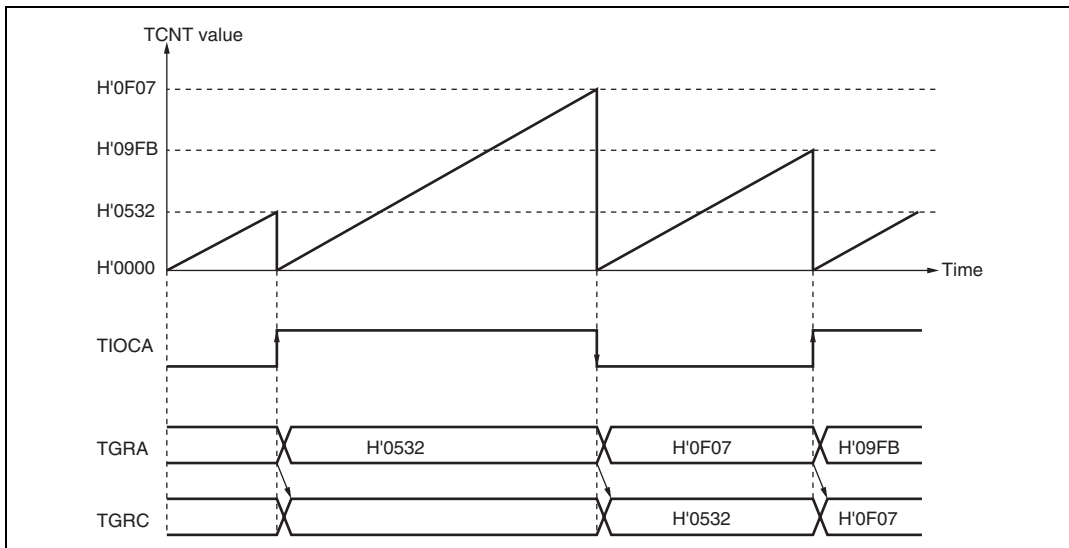 TCNT value
H'0F07
H'09FB
H'0532
H'0000
Time
TIOCA
TGRA H'0532 H'0F07 H'09FB
TGRC H'0532 H'0F07